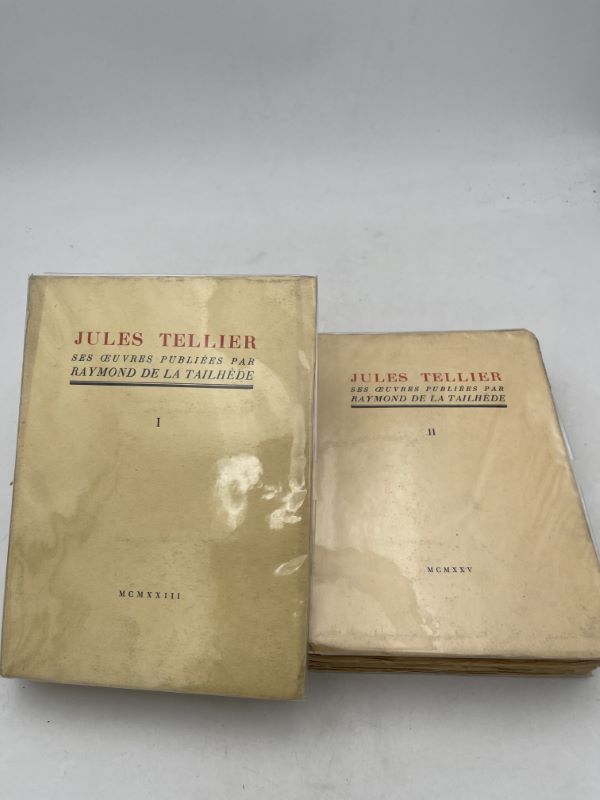 JULES TELLIER
SES ŒUVRES PUBLIÉES PAR
RAYMOND DE LA TAILHÈDE
I
MCMXXIII
JULES TELLIER
SES ŒUVRES PUBLIÉES PAR
RAYMOND DE LA TAILHÈDE
II
MCMXXV